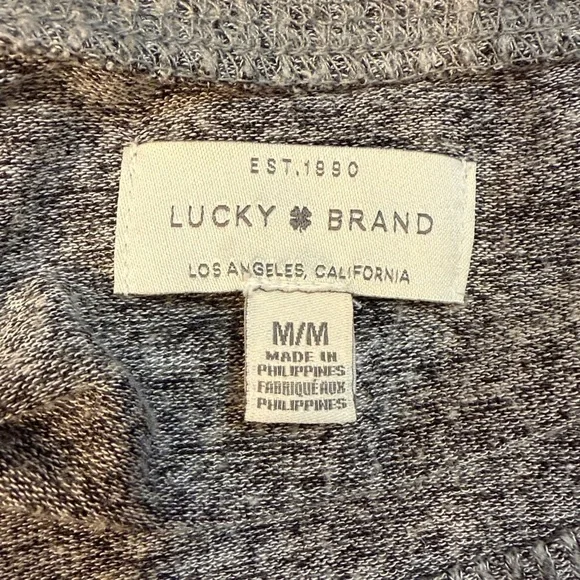 EST.1990
LUCKY BRAND
LOS ANGELES, CALIFORNIA
M/M
MADE IN
PHILIPPINES
FABRIQUÉ AUX
PHILIPPINES